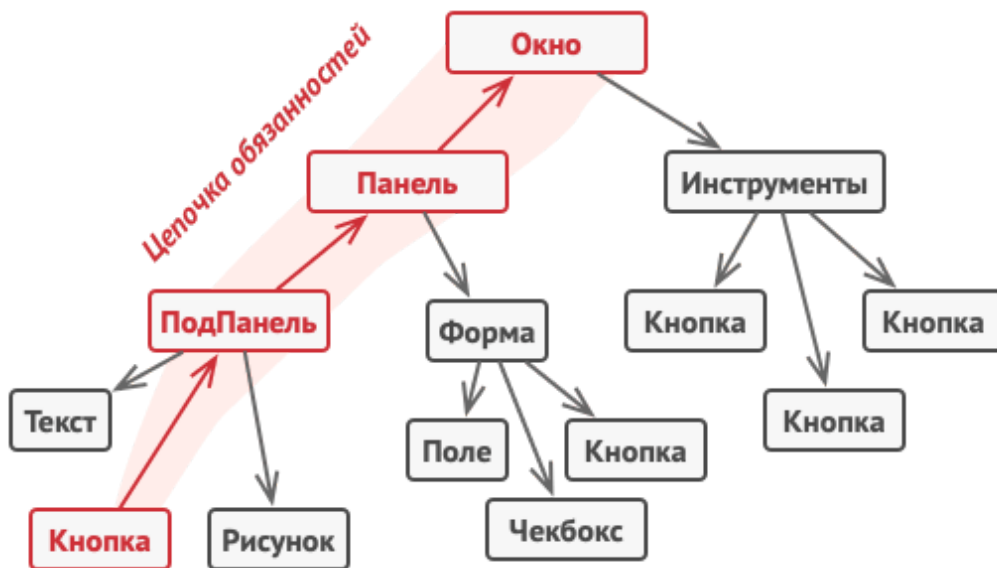 Окно
Цепочка обязанностей
Панель
Инструменты
ПодПанель
Форма
Кнопка
Кнопка
Текст
Поле
Кнопка
Кнопка
Кнопка
Рисунок
Чекбокс